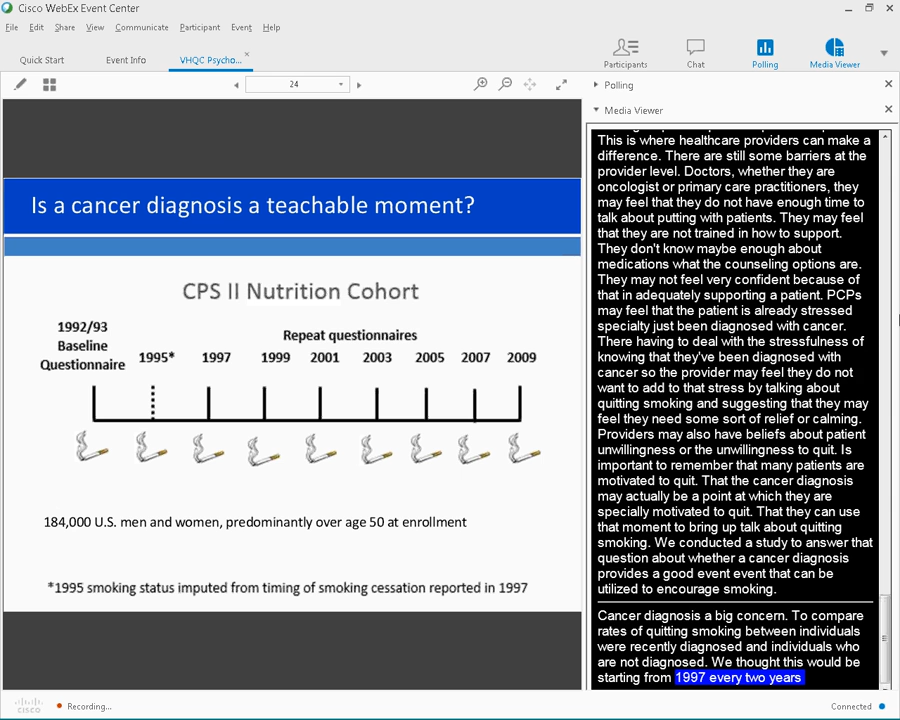 Cisco WebEx Event Center
File Edit Share View Communicate Participant Event Help
Quick Start Event Info VHQC Psycho...
Participants Chat Polling Media Viewer
24
Polling
Media Viewer
Is a cancer diagnosis a teachable moment?
CPS II Nutrition Cohort
1992/93
Baseline
Questionnaire
Repeat questionnaires
1995* 1997 1999 2001 2003 2005 2007 2009
184,000 U.S. men and women, predominantly over age 50 at enrollment
*1995 smoking status imputed from timing of smoking cessation reported in 1997
This is where healthcare providers can make a
difference. There are still some barriers at the
provider level. Doctors, whether they are
oncologist or primary care practitioners, they
may feel that they do not have enough time to
talk about putting with patients. They may feel
that they are not trained in how to support.
They don't know maybe enough about
medications what the counseling options are.
They may not feel very confident because of
that in adequately supporting a patient. PCPs
may feel that the patient is already stressed
specialty just been diagnosed with cancer.
There having to deal with the stressfulness of
knowing that they've been diagnosed with
cancer so the provider may feel they do not
want to add to that stress by talking about
quitting smoking and suggesting that they may
feel they need some sort of relief or calming.
Providers may also have beliefs about patient
unwillingness or the unwillingness to quit. Is
important to remember that many patients are
motivated to quit. That the cancer diagnosis
may actually be a point at which they are
specially motivated to quit. That they can use
that moment to bring up talk about quitting
smoking. We conducted a study to answer that
question about whether a cancer diagnosis
provides a good event event that can be
utilized to encourage smoking.
Cancer diagnosis a big concern. To compare
rates of quitting smoking between individuals
were recently diagnosed and individuals who
are not diagnosed. We thought this would be
starting from 1997 every two years
cisco Recording... Connected